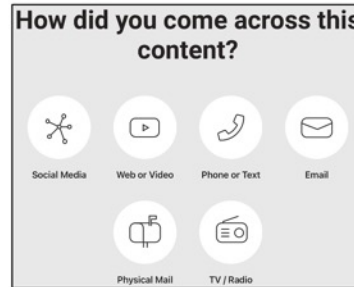 How did you come across this
content?
Social Media
Web or Video
Phone or Text
Email
Physical Mail
TV / Radio